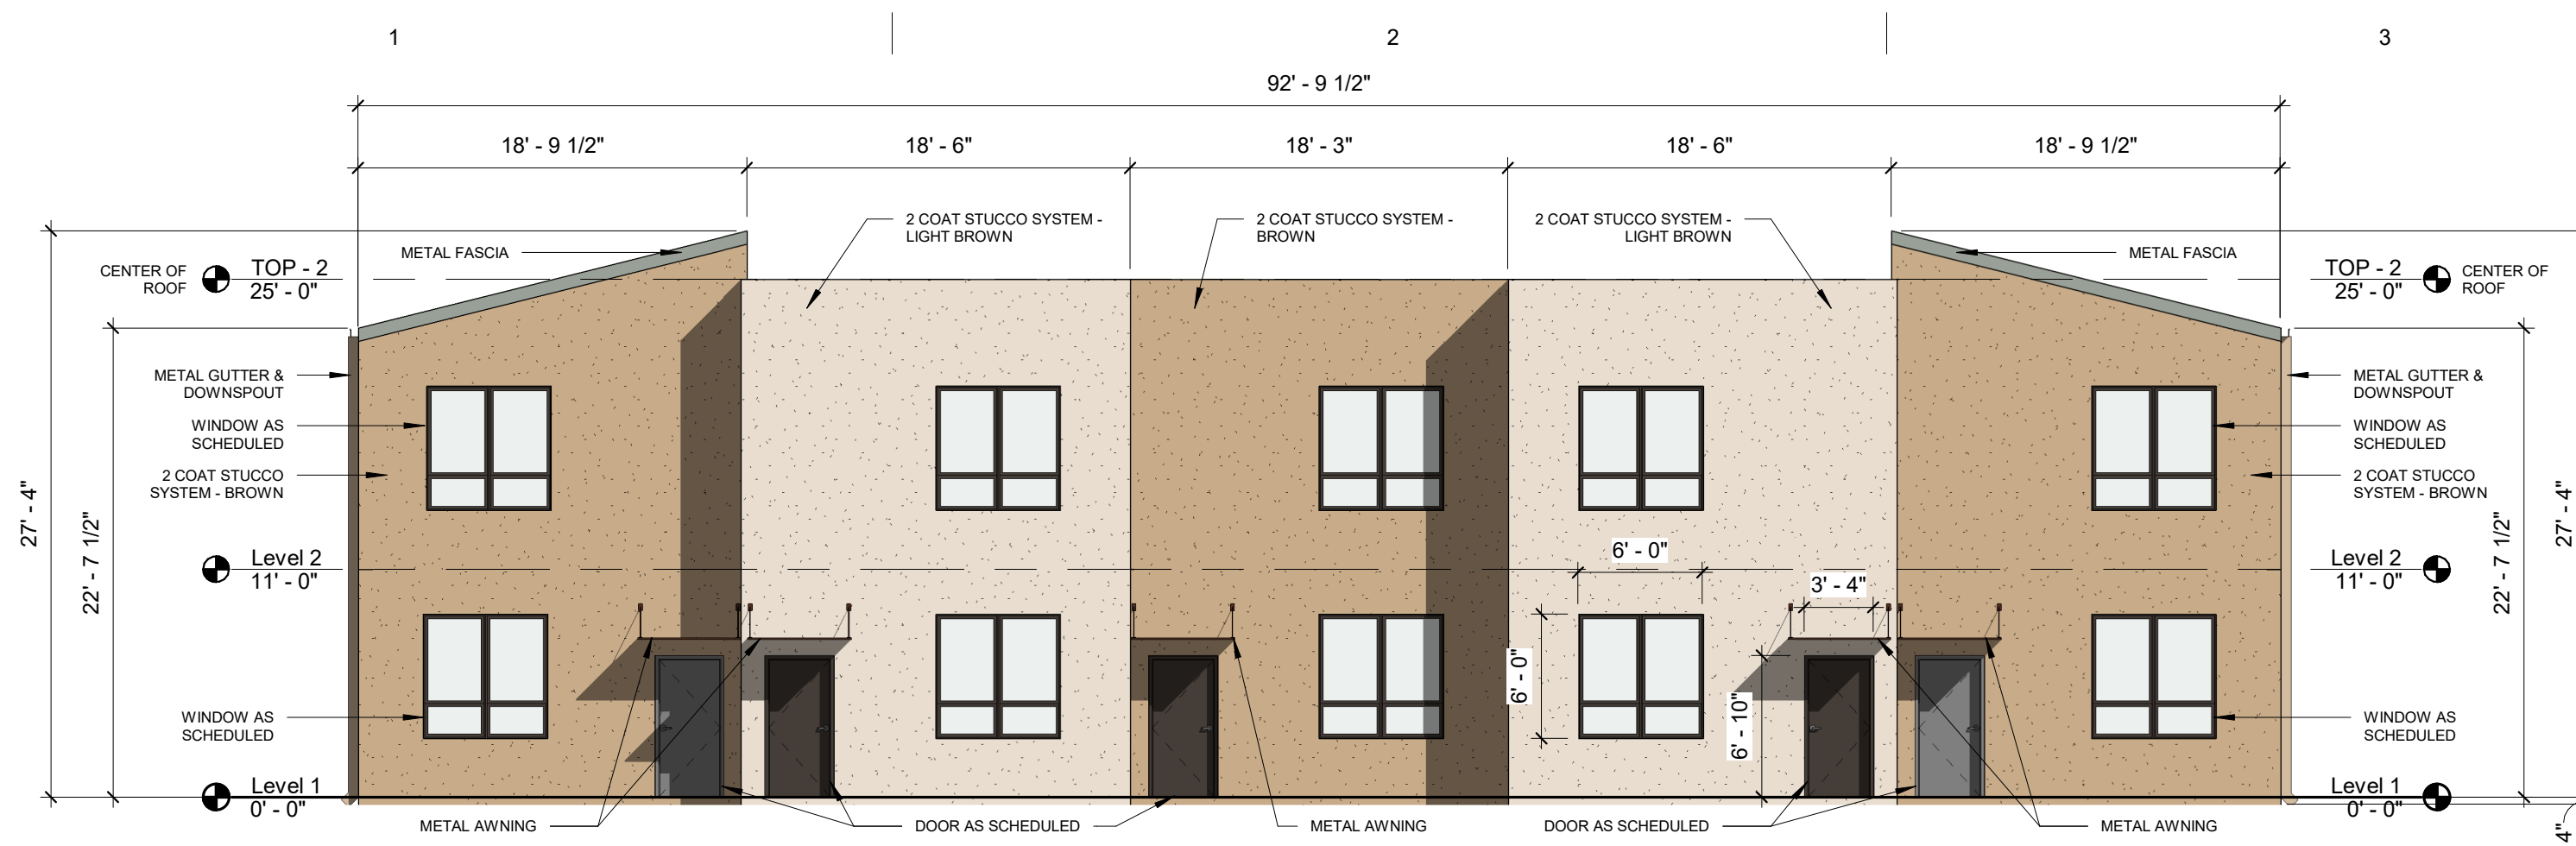 1
2
3
92' - 9 1/2"
18' - 9 1/2"
18' - 6"
18' - 3"
18' - 6"
18' - 9 1/2"
2 COAT STUCCO SYSTEM -
LIGHT BROWN
2 COAT STUCCO SYSTEM -
BROWN
2 COAT STUCCO SYSTEM -
LIGHT BROWN
METAL FASCIA
METAL FASCIA
CENTER OF
ROOF
TOP - 2
25' - 0"
TOP - 2
25' - 0"
CENTER OF
ROOF
METAL GUTTER &
DOWNSPOUT
WINDOW AS
SCHEDULED
2 COAT STUCCO
SYSTEM - BROWN
METAL GUTTER &
DOWNSPOUT
WINDOW AS
SCHEDULED
2 COAT STUCCO
SYSTEM - BROWN
27' - 4"
22' - 7 1/2"
22' - 7 1/2"
27' - 4"
Level 2
11' - 0"
6' - 0"
3' - 4"
Level 2
11' - 0"
6' - 0"
6' - 10"
WINDOW AS
SCHEDULED
WINDOW AS
SCHEDULED
Level 1
0' - 0"
Level 1
0' - 0"
METAL AWNING
DOOR AS SCHEDULED
METAL AWNING
DOOR AS SCHEDULED
METAL AWNING
4"